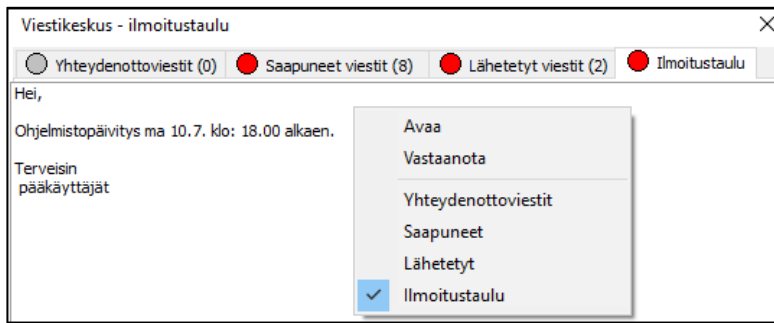 Viestikeskus - ilmoitustaulu
Yhteydenottoviestit (0) Saapuneet viestit (8) Lähetetyt viestit (2) Ilmoitustaulu
Hei,
Ohjelmistopäivitys ma 10.7. klo: 18.00 alkaen.
Terveisin
pääkäyttäjät
Avaa
Vastaanota
Yhteydenottoviestit
Saapuneet
Lähetetyt
Ilmoitustaulu